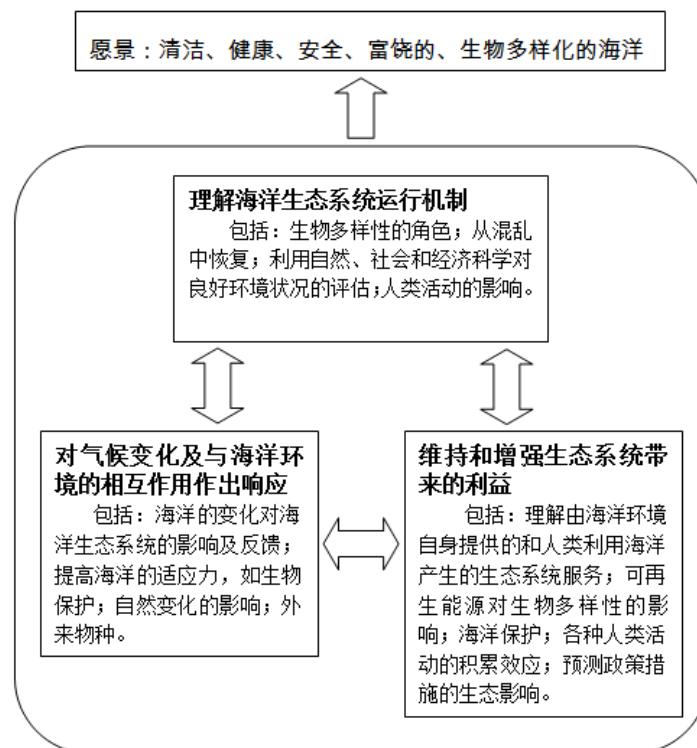 愿景：清洁、健康、安全、富饶的、生物多样化的海洋
理解海洋生态系统运行机制
包括：生物多样性的角色；从混乱
中恢复；利用自然、社会和经济科学对
良好环境状况的评估；人类活动的影响。
对气候变化及与海洋环
境的相互作用作出响应
包括：海洋的变化对海
洋生态系统的影响及反馈；
提高海洋的适应力，如生物
保护；自然变化的影响；外
来物种。
维持和增强生态系统带
来的利益
包括：理解由海洋环境
自身提供的和人类利用海洋
产生的生态系统服务；可再
生能源对生物多样性的影
响；海洋保护；各种人类活
动的积累效应；预测政策措
施的生态影响。